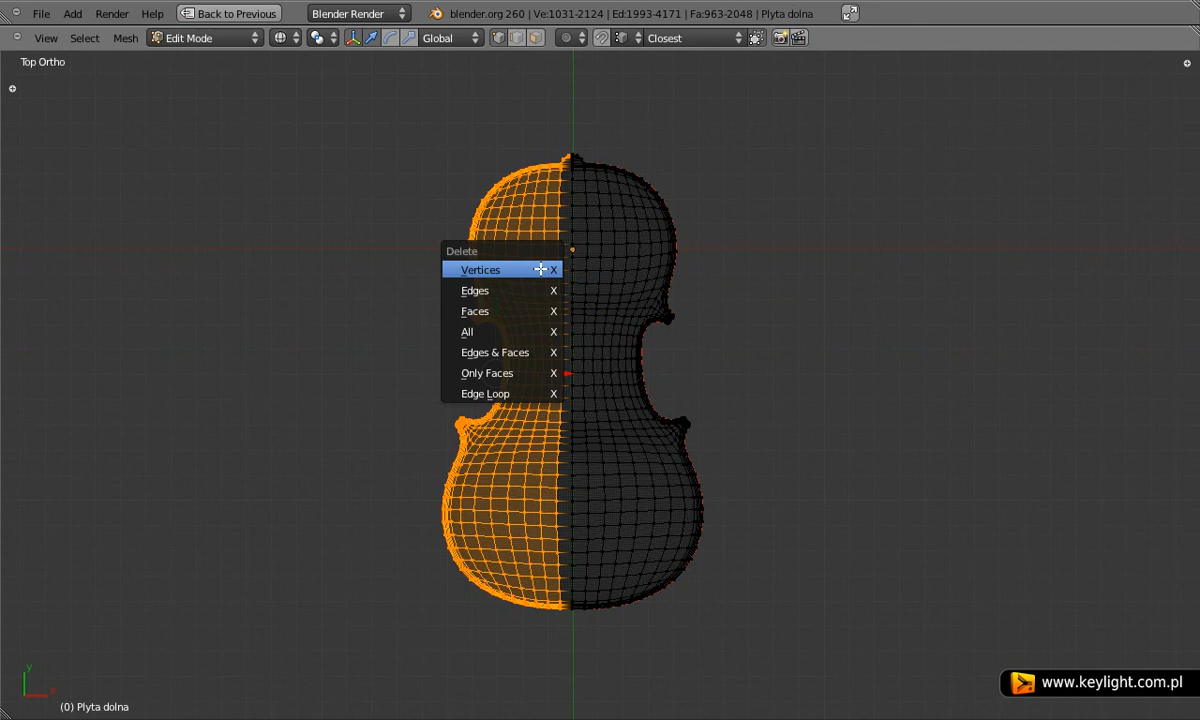 File Add Render Help Back to Previous Blender Render blender.org 260 | Ve:1031-2124 | Ed:1993-4171 | Fa:963-2048 | Plyta dolna
View Select Mesh Edit Mode Global Closest
Top Ortho
Delete
Vertices X
Edges X
Faces X
All X
Edges & Faces X
Only Faces X
Edge Loop X
y
x
www.keylight.com.pl
(0) Plyta dolna